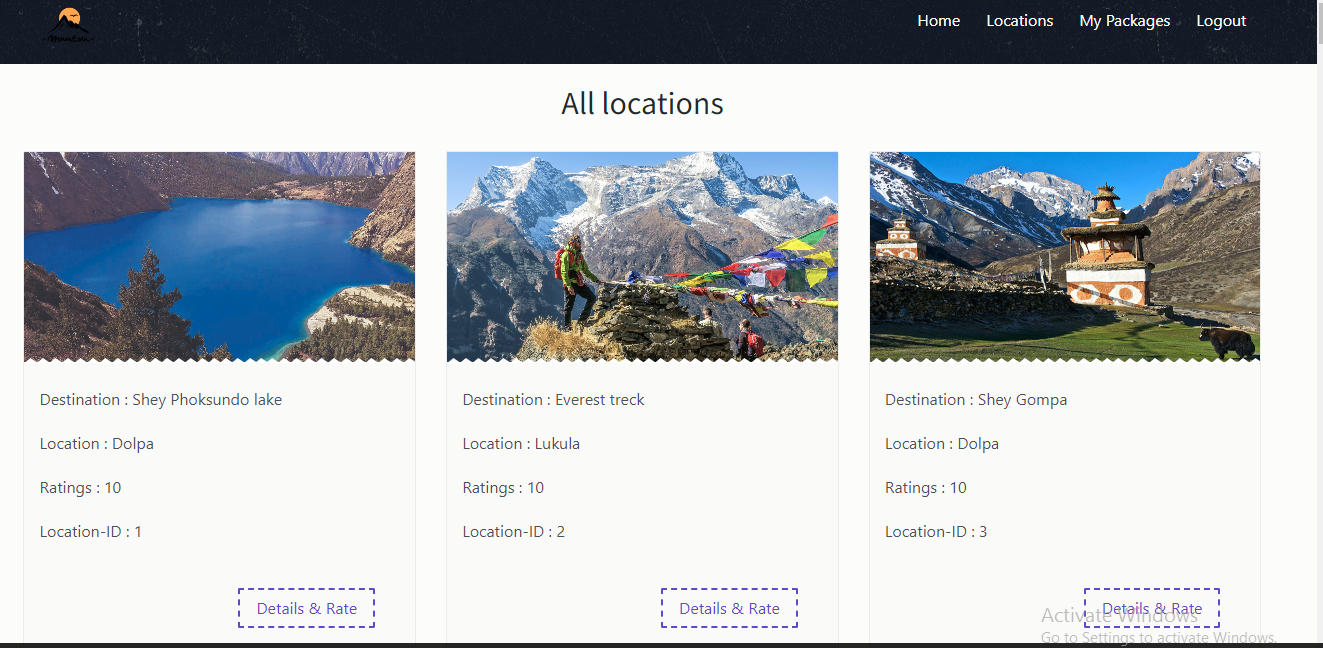 Mountain
Home Locations My Packages Logout
All locations
Destination : Shey Phoksundo lake
Location : Dolpa
Ratings : 10
Location-ID : 1
Details & Rate
Destination : Everest treck
Location : Lukula
Ratings : 10
Location-ID : 2
Details & Rate
Destination : Shey Gompa
Location : Dolpa
Ratings : 10
Location-ID : 3
Details & Rate
Activate Windows
Go to Settings to activate Windows.